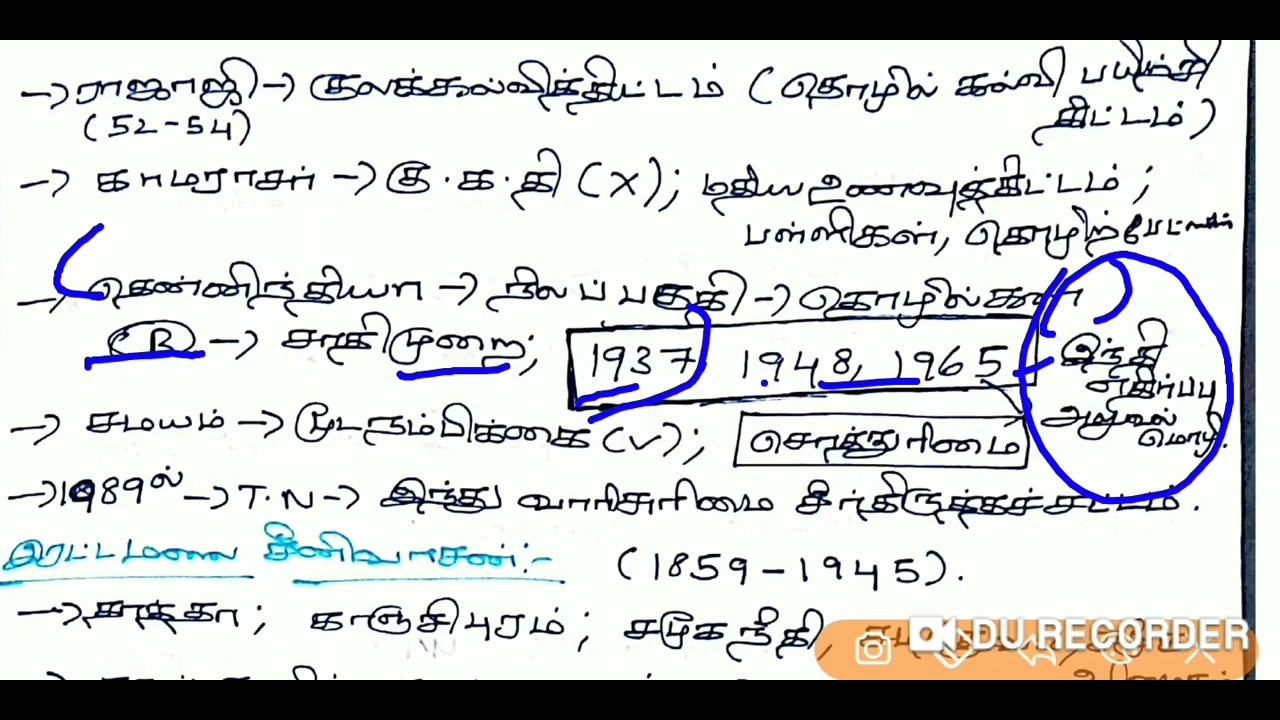 → ராஜாஜி → குலக்கல்வித்திட்டம் (தொழில் கல்வி பயிற்சி
(52-54) திட்டம்)
→ காமராசர் → கு.க.தி (X); மதிய உணவுத்திட்டம்;
பள்ளிகள், தொழிற்பேட்டைகள்
→ தென்னிந்தியா → நிலப்பகுதி → தொழில்கள்
(B) → சாதிமுறை; 1937 1948, 1965 இந்தி
எதிர்ப்பு
→ சமயம் → மூடநம்பிக்கை (✓); சொத்துரிமை அலுவல்
மொழி.
→ 1989ல் → T.N → இந்து வாரிசுரிமை சீர்திருத்தச்சட்டம்.
இரட்டமலை சீனிவாசன்:- (1859-1945).
→ தாத்தா; காஞ்சிபுரம்; சமூகநீதி,
DU RECORDER